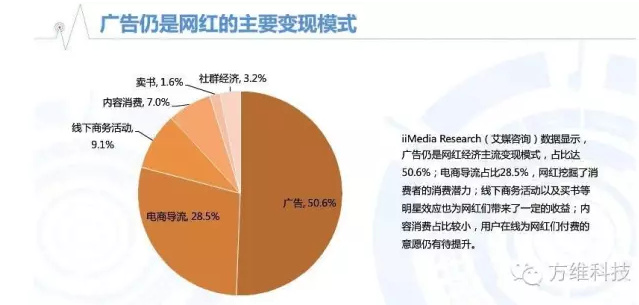 广告仍是网红的主要变现模式
卖书, 1.6%
社群经济, 3.2%
内容消费, 7.0%
线下商务活动,
9.1%
电商导流, 28.5%
广告, 50.6%
iiMedia Research（艾媒咨询）数据显示，
广告仍是网红经济主流变现模式，占比达
50.6%；电商导流占比28.5%，网红挖掘了消
费者的消费潜力；线下商务活动以及买书等
明星效应也为网红们带来了一定的收益；内
容消费占比较小，用户在线为网红们付费的
意愿仍有待提升。
方维科技